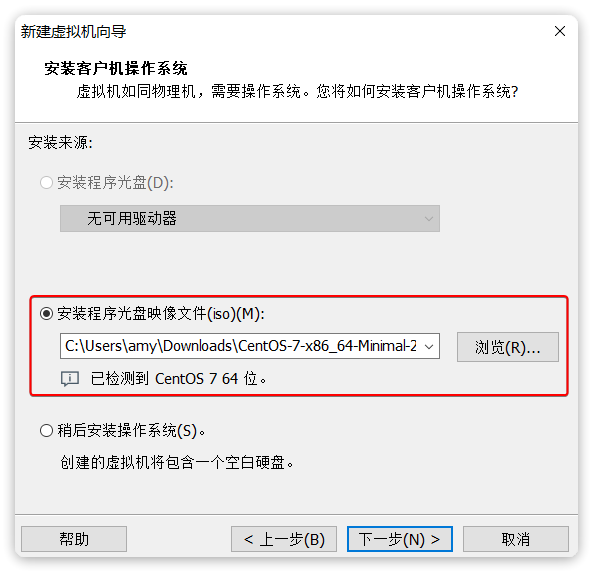 新建虚拟机向导
安装客户机操作系统
虚拟机如同物理机，需要操作系统。您将如何安装客户机操作系统?
安装来源:
安装程序光盘(D):
无可用驱动器
安装程序光盘映像文件(iso)(M):
C:\Users\amy\Downloads\CentOS-7-x86_64-Minimal-2
浏览(R)...
已检测到 CentOS 7 64 位。
稍后安装操作系统(S)。
创建的虚拟机将包含一个空白硬盘。
帮助
< 上一步(B)
下一步(N) >
取消